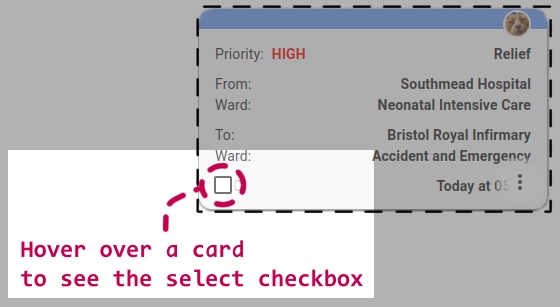 Priority: HIGH Relief
From: Southmead Hospital
Ward: Neonatal Intensive Care
To: Bristol Royal Infirmary
Ward: Accident and Emergency
Today at 05
Hover over a card
to see the select checkbox